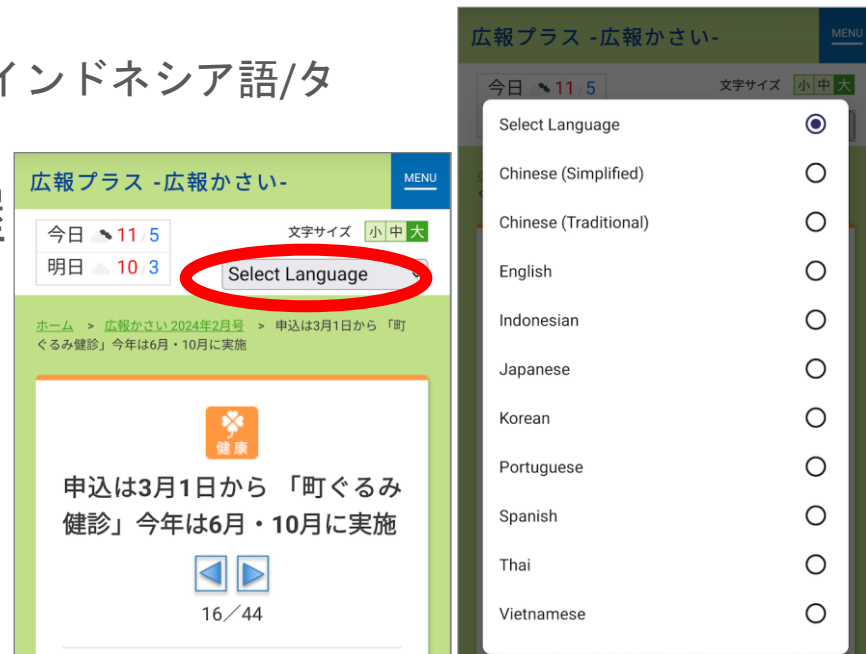 インドネシア語/タ
広報プラス -広報かさい-
MENU
今日 11/5
文字サイズ 小 中 大
明日 10/3
Select Language
ホーム > 広報かさい 2024年2月号 > 申込は3月1日から 「町
ぐるみ健診」今年は6月・10月に実施
健康
申込は3月1日から 「町ぐるみ
健診」今年は6月・10月に実施
16／44
広報プラス -広報かさい-
MENU
今日 11/5
文字サイズ 小 中 大
Select Language
Chinese (Simplified)
Chinese (Traditional)
English
Indonesian
Japanese
Korean
Portuguese
Spanish
Thai
Vietnamese